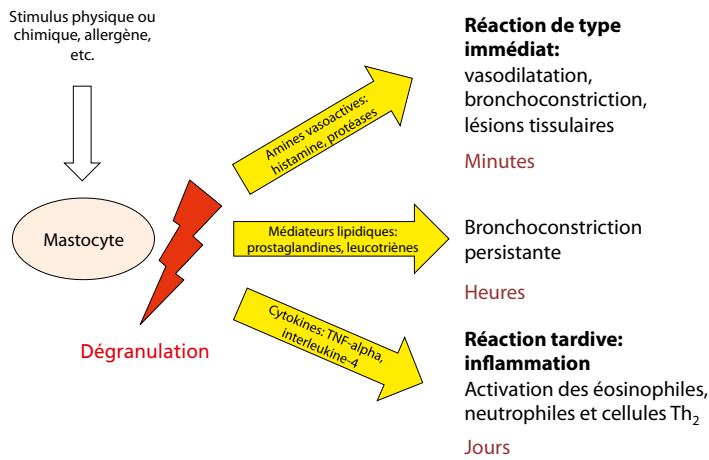 Stimulus physique ou
chimique, allergène,
etc.
Mastocyte
Dégranulation
Amines vasoactives:
histamine, protéases
Réaction de type
immédiat:
vasodilatation,
bronchoconstriction,
lésions tissulaires
Minutes
Médiateurs lipidiques:
prostaglandines, leucotriènes
Bronchoconstriction
persistante
Heures
Cytokines: TNF-alpha,
interleukine-4
Réaction tardive:
inflammation
Activation des éosinophiles,
neutrophiles et cellules Th₂
Jours